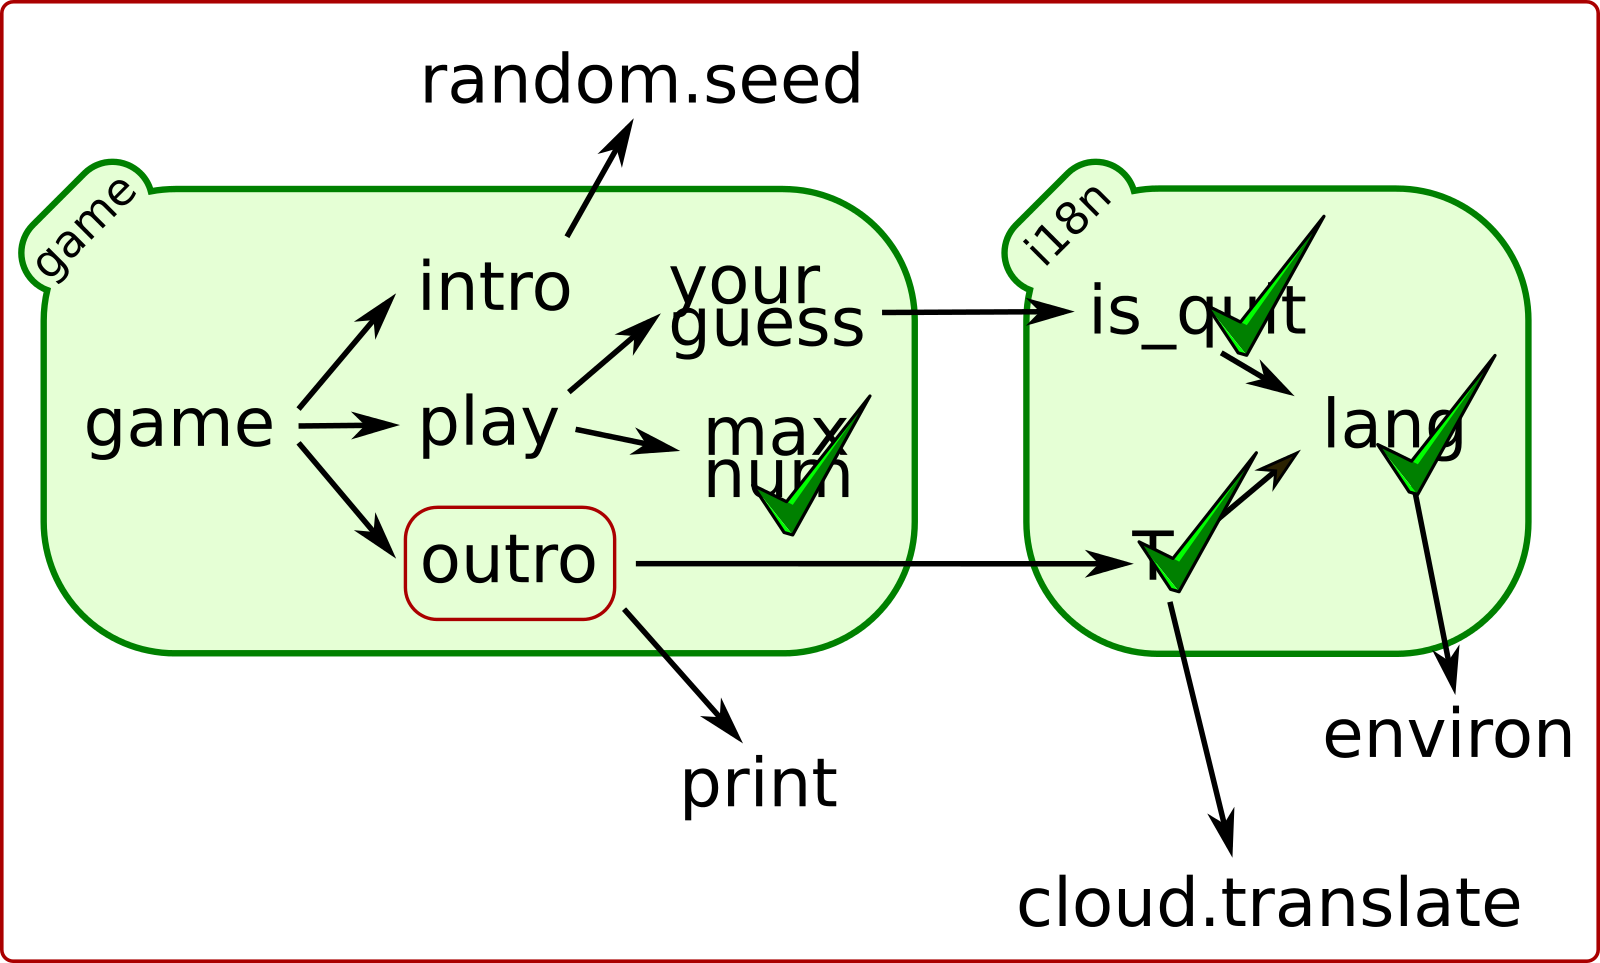 random.seed
game
i18n
intro
your
guess
is_quit
game
play
max
num
lang
outro
T
print
environ
cloud.translate